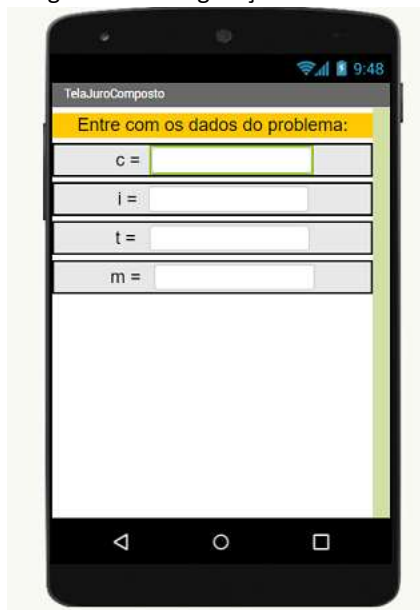 9:48
TelaJuroComposto
Entre com os dados do problema:
c =
i =
t =
m =